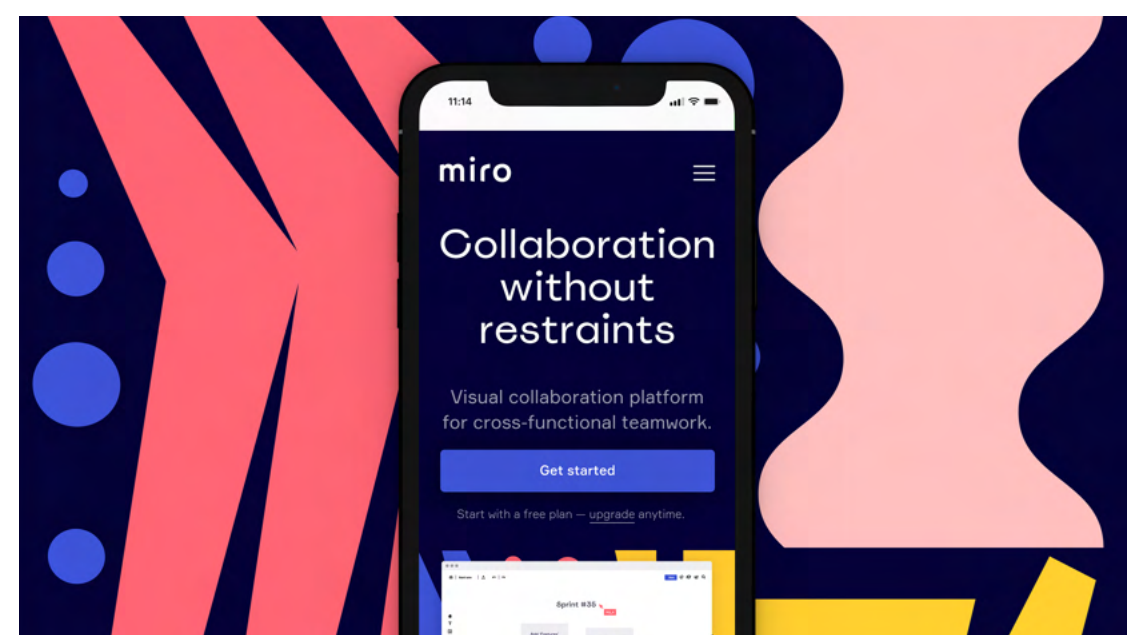 11:14
miro
Collaboration
without
restraints
Visual collaboration platform
for cross-functional teamwork.
Get started
Start with a free plan — upgrade anytime.
Sprint #35